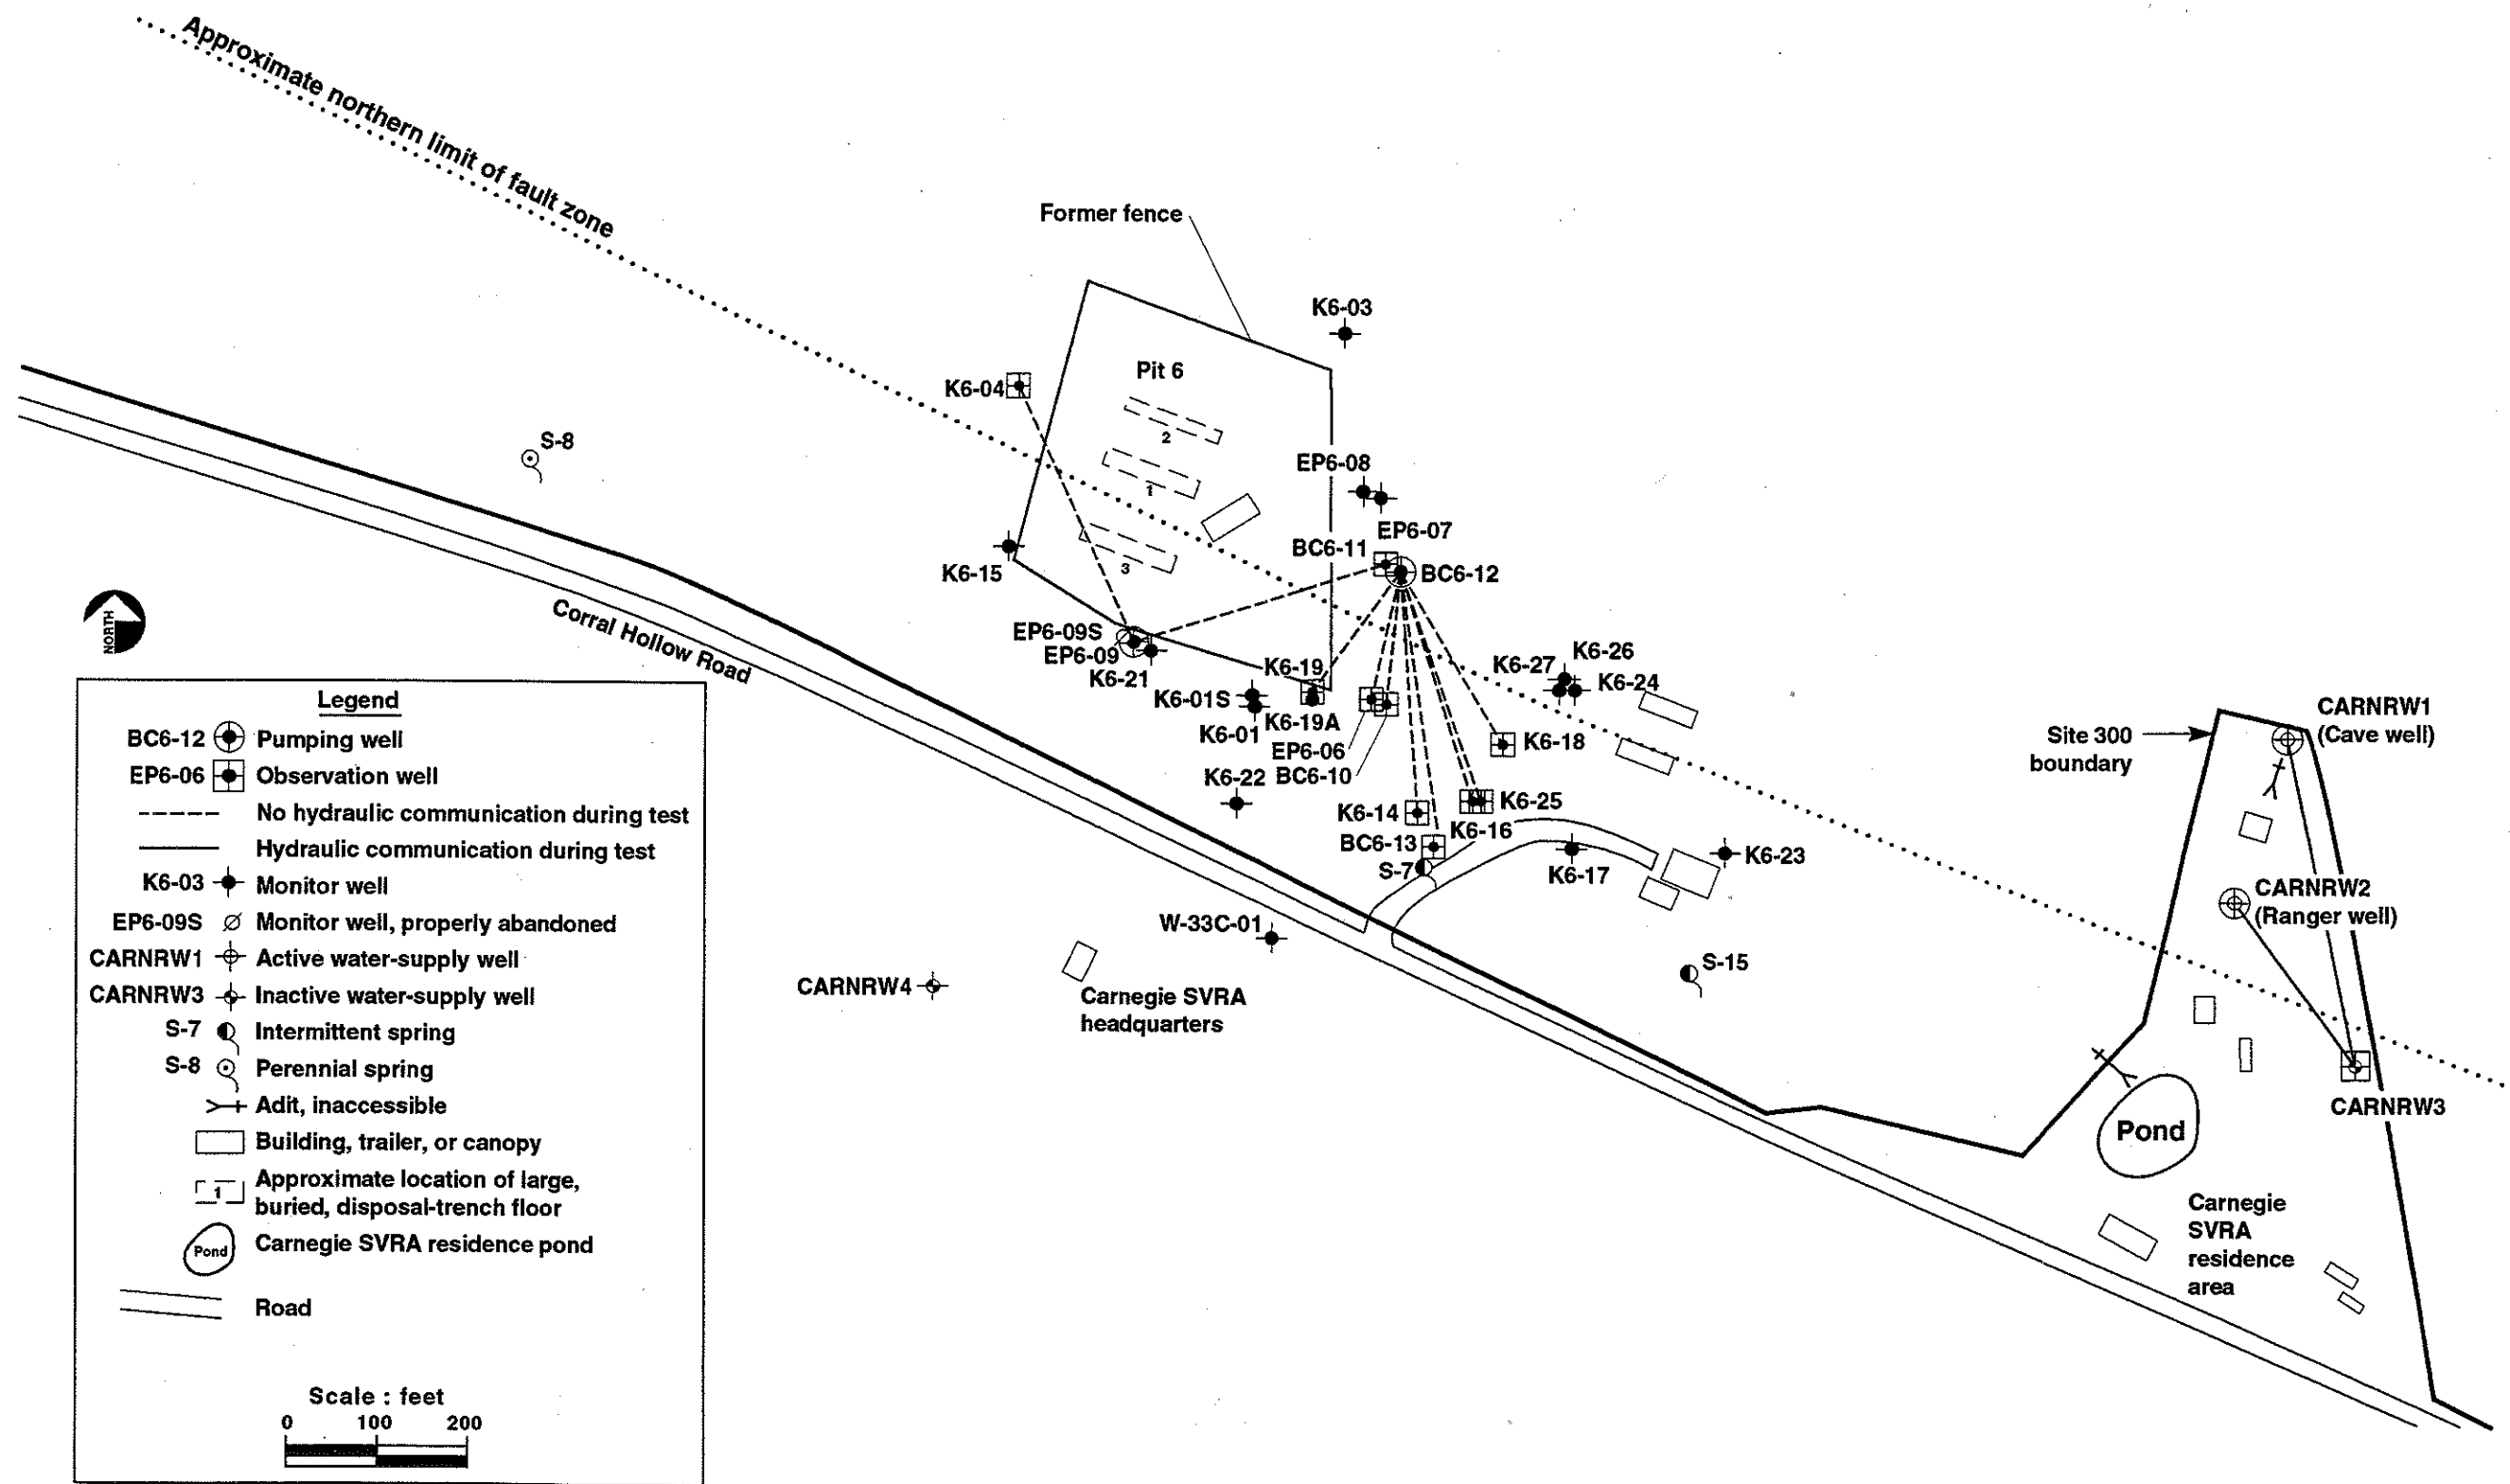 Approximate northern limit of fault zone
Former fence
K6-03
Pit 6
K6-04
2
S-8
EP6-08
1
EP6-07
BC6-11
BC6-12
K6-15
3
NORTH
Corral Hollow Road
EP6-09S
EP6-09
K6-21
K6-19
K6-26
K6-27
K6-24
K6-01S
K6-19A
K6-01
EP6-06
K6-18
K6-22
BC6-10
CARNRW1
(Cave well)
Site 300
boundary
K6-14
K6-25
K6-16
BC6-13
S-7
K6-17
K6-23
CARNRW2
(Ranger well)
W-33C-01
S-15
CARNRW4
Carnegie SVRA
headquarters
CARNRW3
Pond
Carnegie
SVRA
residence
area
Legend
BC6-12 Pumping well
EP6-06 Observation well
No hydraulic communication during test
Hydraulic communication during test
K6-03 Monitor well
EP6-09S Monitor well, properly abandoned
CARNRW1 Active water-supply well
CARNRW3 Inactive water-supply well
S-7 Intermittent spring
S-8 Perennial spring
Adit, inaccessible
Building, trailer, or canopy
1 Approximate location of large,
buried, disposal-trench floor
Pond Carnegie SVRA residence pond
Road
Scale : feet
0 100 200